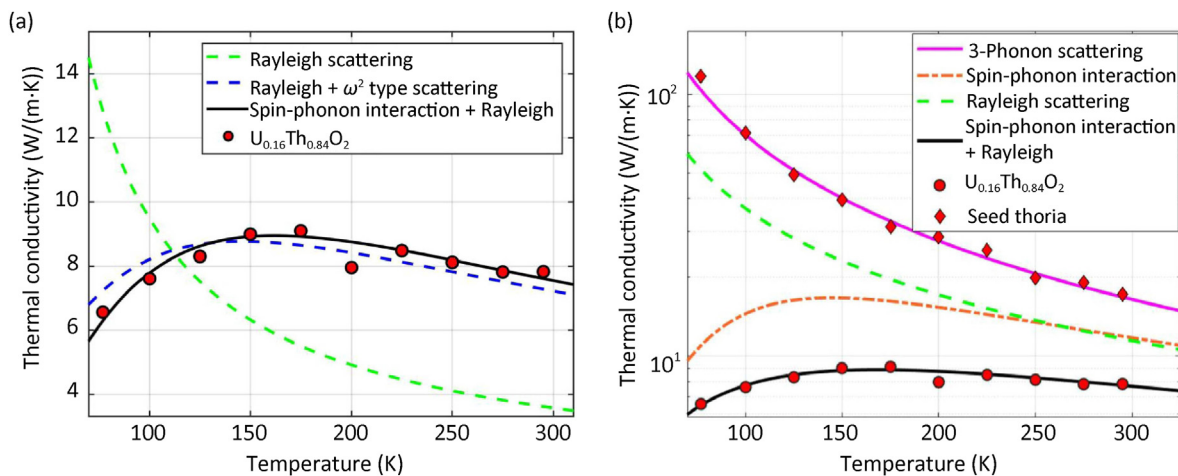 (a)
Thermal conductivity (W/(m·K))
14
12
10
8
6
4
Rayleigh scattering
Rayleigh + ω² type scattering
Spin-phonon interaction + Rayleigh
U₀.₁₆Th₀.₈₄O₂
100 150 200 250 300
Temperature (K)
(b)
Thermal conductivity (W/(m·K))
10²
10¹
3-Phonon scattering
Spin-phonon interaction
Rayleigh scattering
Spin-phonon interaction
+ Rayleigh
U₀.₁₆Th₀.₈₄O₂
Seed thoria
100 150 200 250 300
Temperature (K)